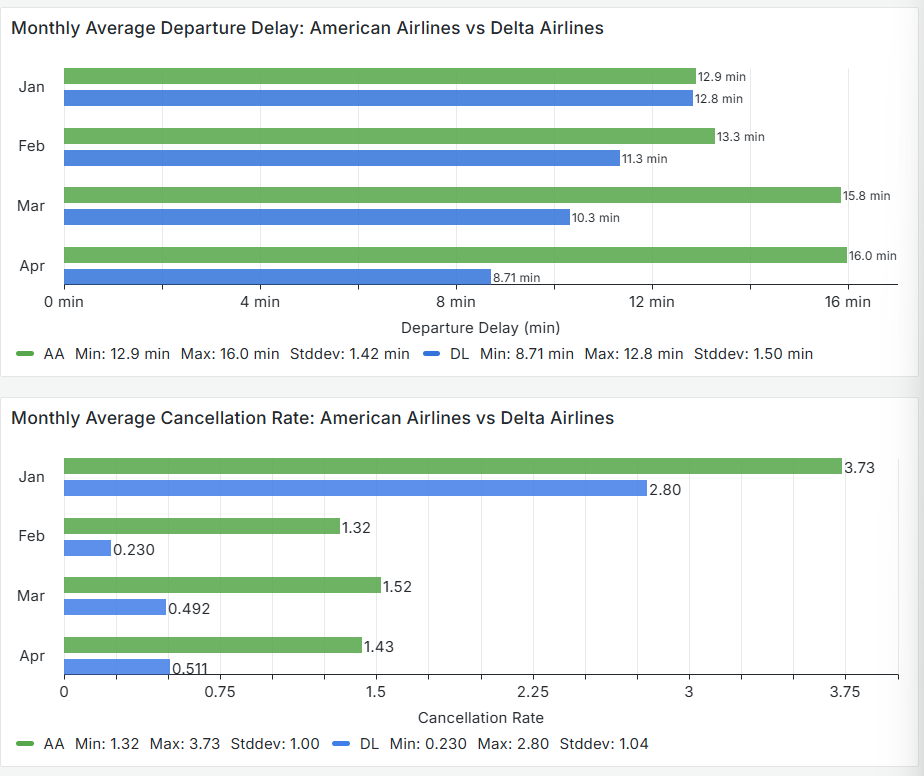 Monthly Average Departure Delay: American Airlines vs Delta Airlines
Jan
12.9 min
12.8 min
Feb
13.3 min
11.3 min
Mar
15.8 min
10.3 min
Apr
16.0 min
8.71 min
0 min 4 min 8 min 12 min 16 min
Departure Delay (min)
AA Min: 12.9 min Max: 16.0 min Stddev: 1.42 min DL Min: 8.71 min Max: 12.8 min Stddev: 1.50 min
Monthly Average Cancellation Rate: American Airlines vs Delta Airlines
Jan
3.73
2.80
Feb
1.32
0.230
Mar
1.52
0.492
Apr
1.43
0.511
0 0.75 1.5 2.25 3 3.75
Cancellation Rate
AA Min: 1.32 Max: 3.73 Stddev: 1.00 DL Min: 0.230 Max: 2.80 Stddev: 1.04